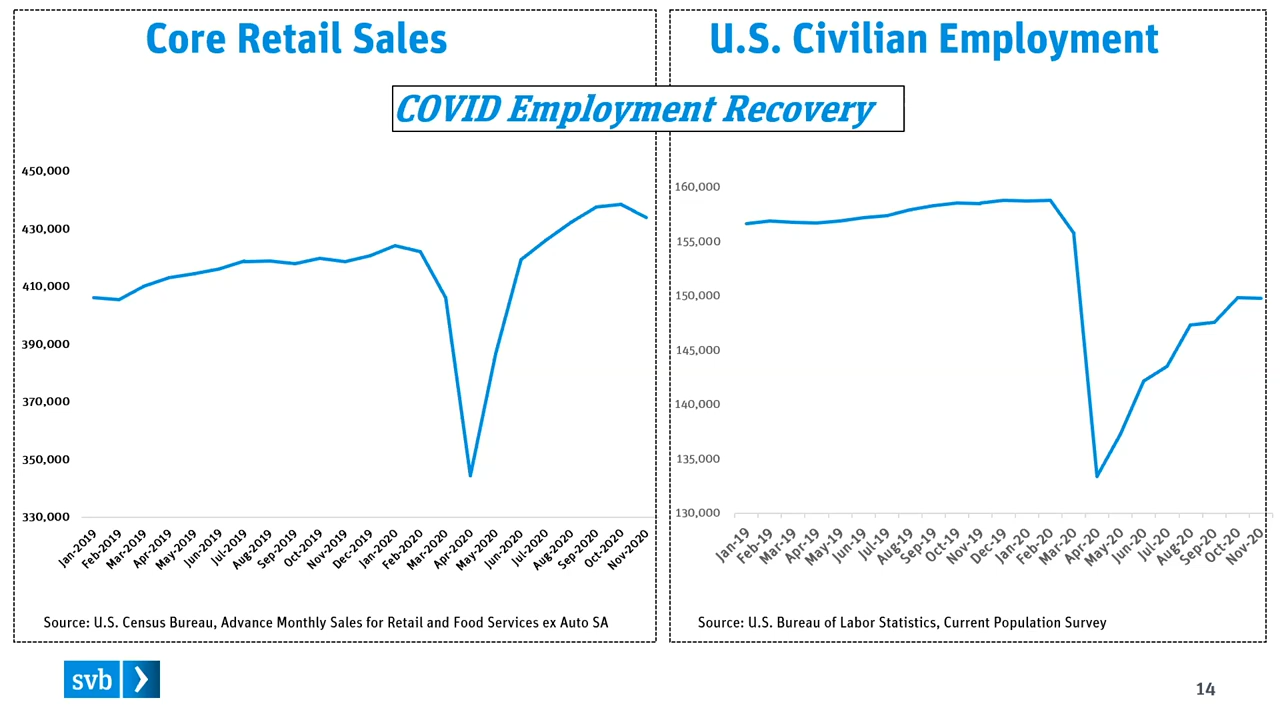 Core Retail Sales
U.S. Civilian Employment
COVID Employment Recovery
450,000
430,000
410,000
390,000
370,000
350,000
330,000
Jan-2019
Feb-2019
Mar-2019
Apr-2019
May-2019
Jun-2019
Jul-2019
Aug-2019
Sep-2019
Oct-2019
Nov-2019
Dec-2019
Jan-2020
Feb-2020
Mar-2020
Apr-2020
May-2020
Jun-2020
Jul-2020
Aug-2020
Sep-2020
Oct-2020
Nov-2020
Source: U.S. Census Bureau, Advance Monthly Sales for Retail and Food Services ex Auto SA
160,000
155,000
150,000
145,000
140,000
135,000
130,000
Jan-19
Feb-19
Mar-19
Apr-19
May-19
Jun-19
Jul-19
Aug-19
Sep-19
Oct-19
Nov-19
Dec-19
Jan-20
Feb-20
Mar-20
Apr-20
May-20
Jun-20
Jul-20
Aug-20
Sep-20
Oct-20
Nov-20
Source: U.S. Bureau of Labor Statistics, Current Population Survey
svb
14